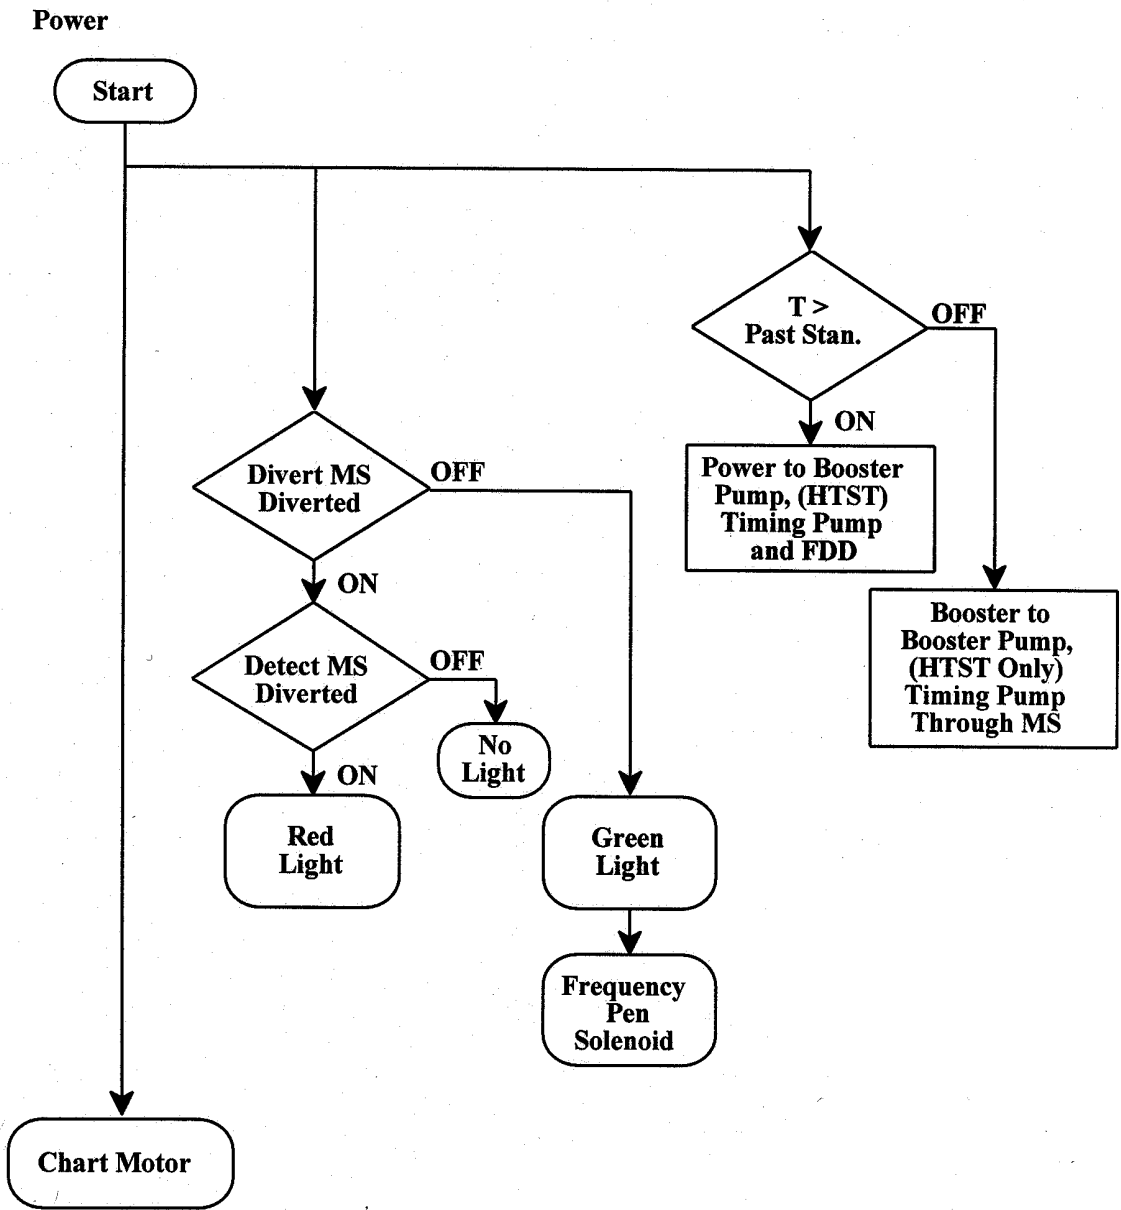 Power
Start
T >
Past Stan.
OFF
ON
Power to Booster
Pump, (HTST)
Timing Pump
and FDD
Booster to
Booster Pump,
(HTST Only)
Timing Pump
Through MS
Divert MS
Diverted
OFF
ON
Detect MS
Diverted
OFF
No
Light
ON
Red
Light
Green
Light
Frequency
Pen
Solenoid
Chart Motor